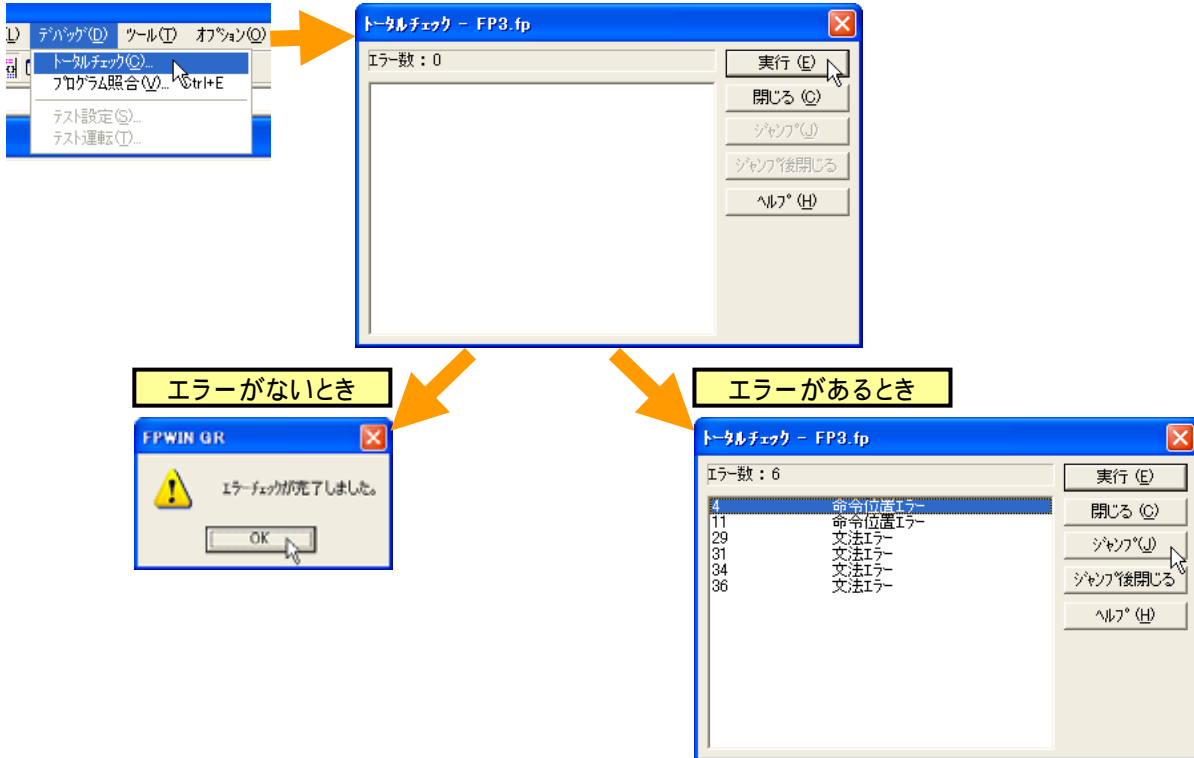 (L) ﾃﾞﾊﾞｯｸﾞ(D) ﾂｰﾙ(T) ｵﾌﾟｼｮﾝ(O)
ﾄｰﾀﾙﾁｪｯｸ(C)...
ﾌﾟﾛｸﾞﾗﾑ照合(V)... Ctrl+E
ﾃｽﾄ設定(S)...
ﾃｽﾄ運転(T)...
ﾄｰﾀﾙﾁｪｯｸ - FP3.fp
ｴﾗｰ数：0
実行 (E)
閉じる (C)
ｼﾞｬﾝﾌﾟ(J)
ｼﾞｬﾝﾌﾟ後閉じる
ﾍﾙﾌﾟ (H)
エラーがないとき
FPWIN GR
ｴﾗｰﾁｪｯｸが完了しました。
OK
エラーがあるとき
ﾄｰﾀﾙﾁｪｯｸ - FP3.fp
ｴﾗｰ数：6
4 命令位置ｴﾗｰ
11 命令位置ｴﾗｰ
29 文法ｴﾗｰ
31 文法ｴﾗｰ
34 文法ｴﾗｰ
36 文法ｴﾗｰ
実行 (E)
閉じる (C)
ｼﾞｬﾝﾌﾟ(J)
ｼﾞｬﾝﾌﾟ後閉じる
ﾍﾙﾌﾟ (H)